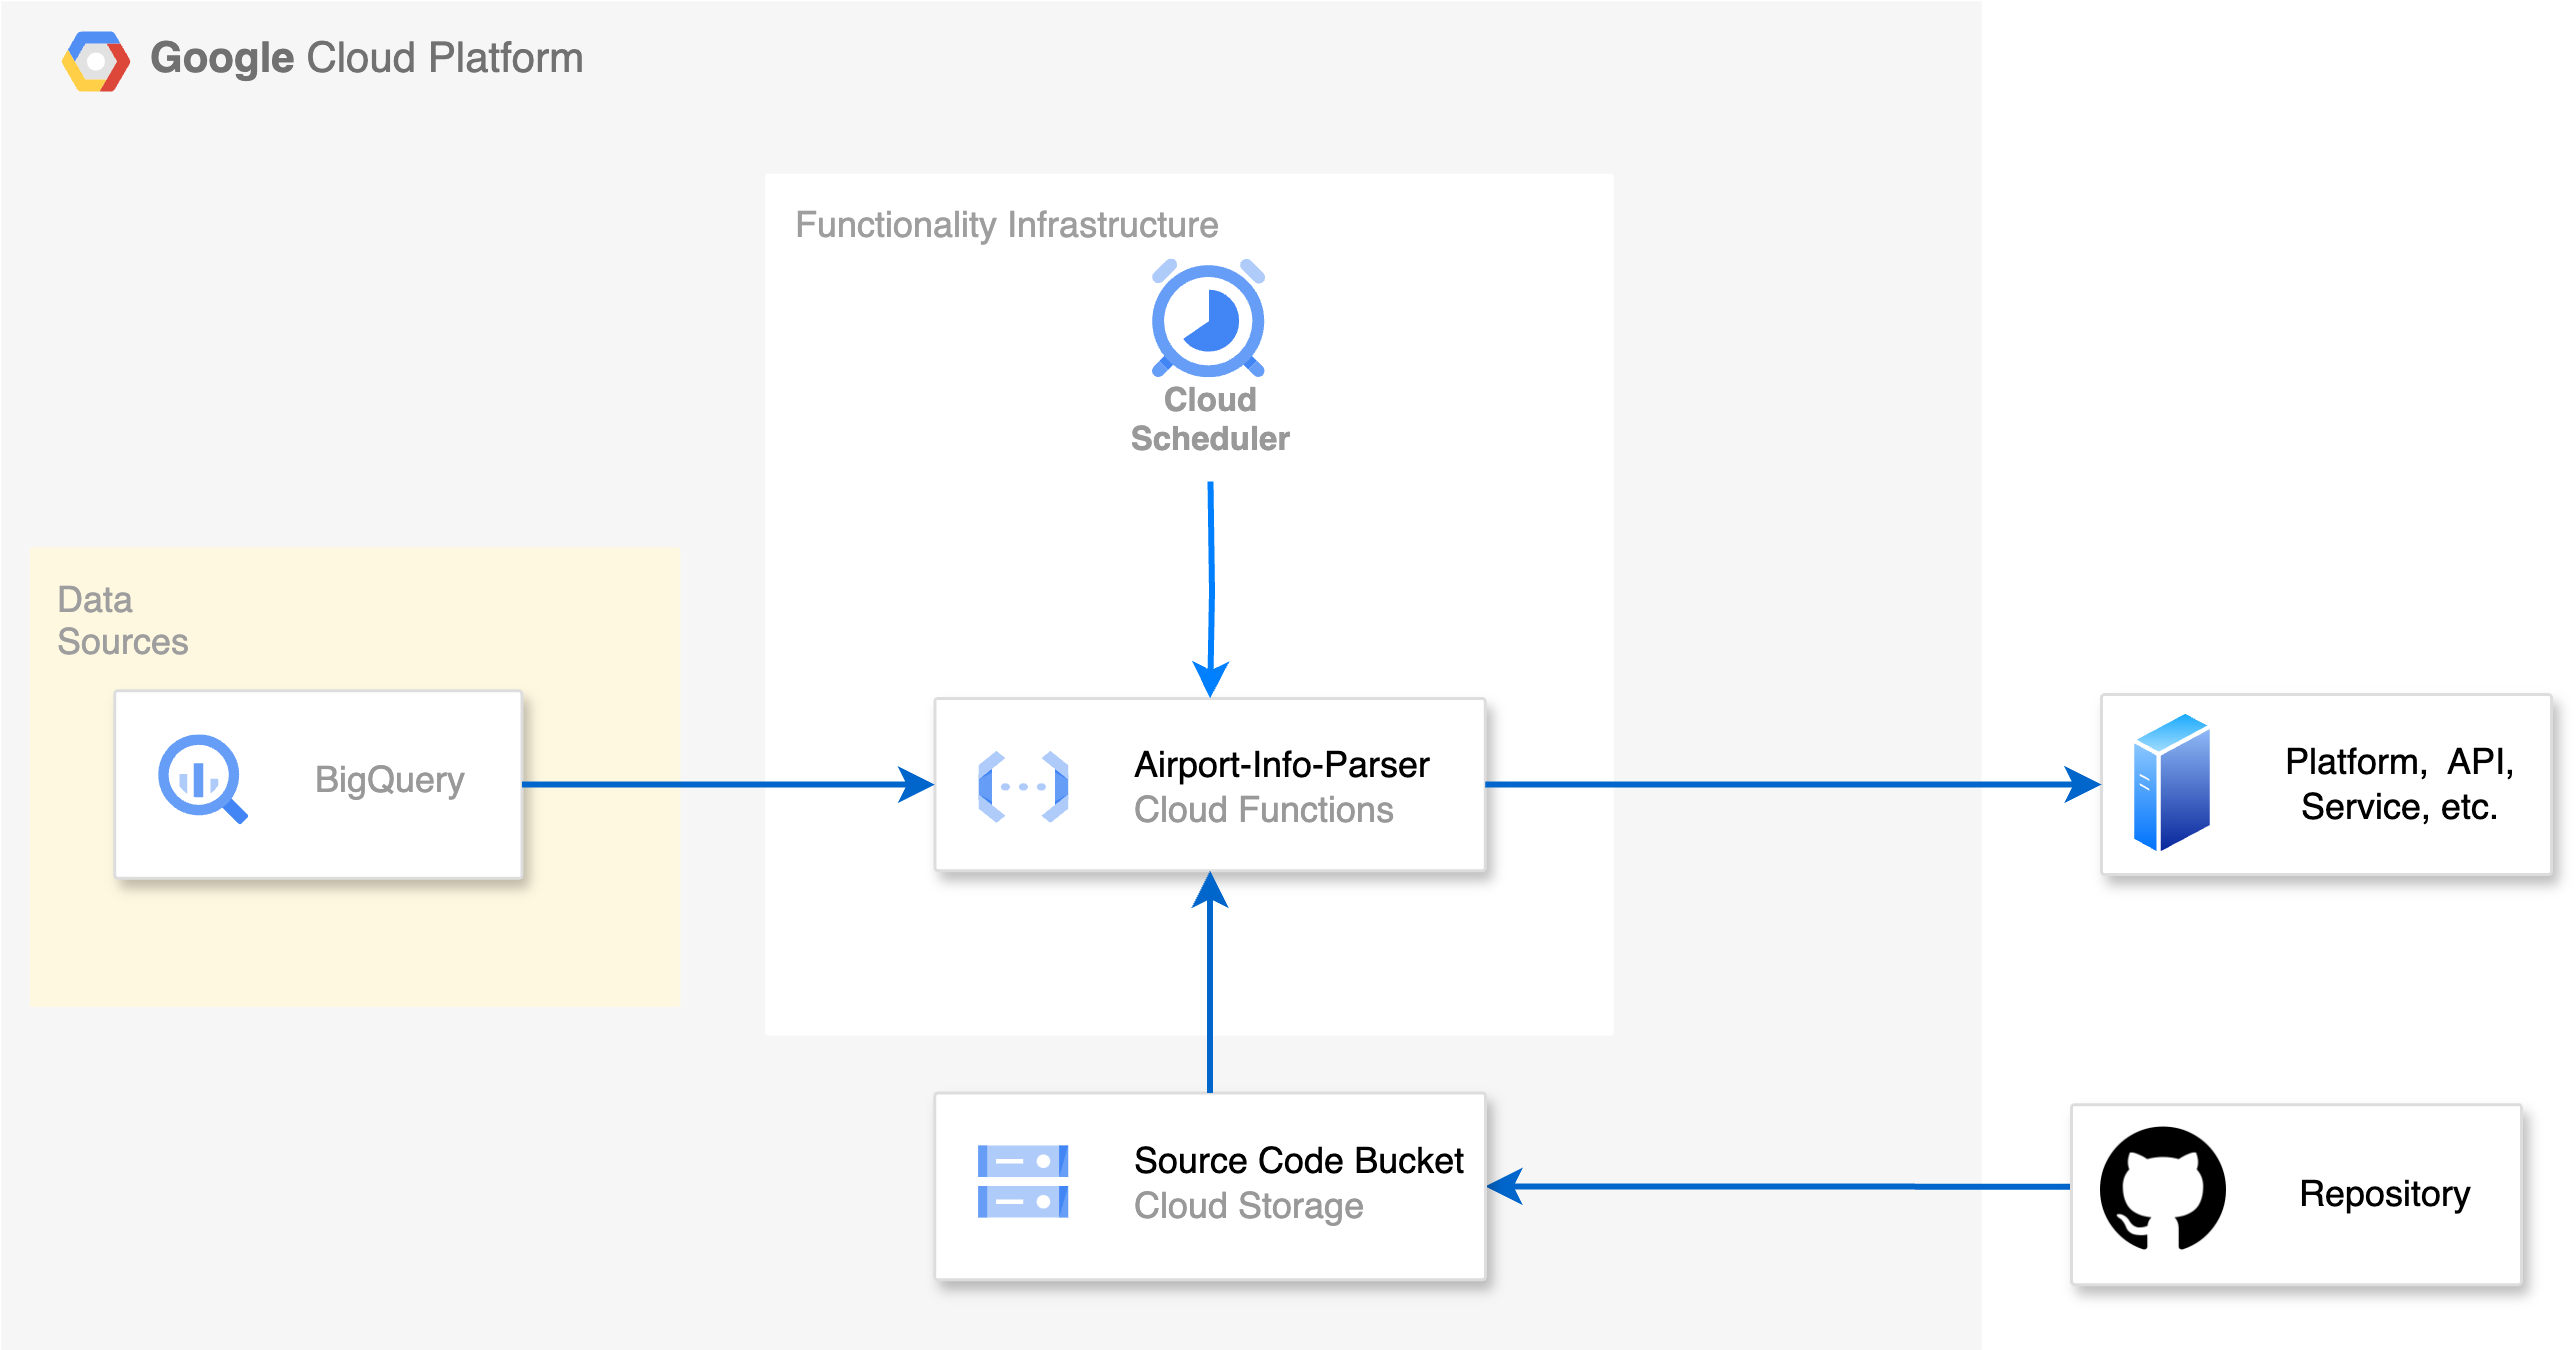 Google Cloud Platform
Functionality Infrastructure
Cloud
Scheduler
Data
Sources
BigQuery
Airport-Info-Parser
Cloud Functions
Platform,  API,
Service, etc.
Source Code Bucket
Cloud Storage
Repository